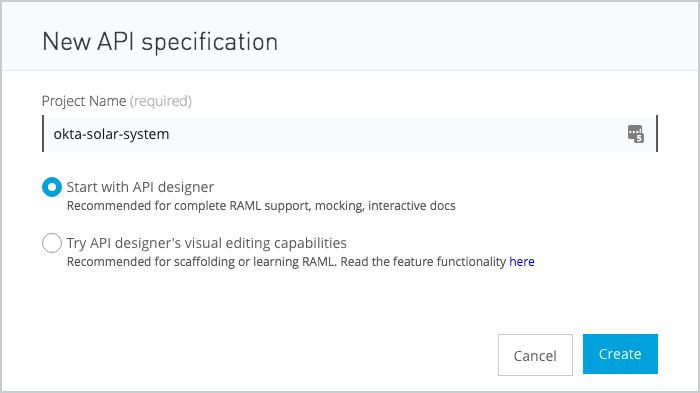 New API specification
Project Name (required)
okta-solar-system
Start with API designer
Recommended for complete RAML support, mocking, interactive docs
Try API designer's visual editing capabilities
Recommended for scaffolding or learning RAML. Read the feature functionality here
Cancel
Create